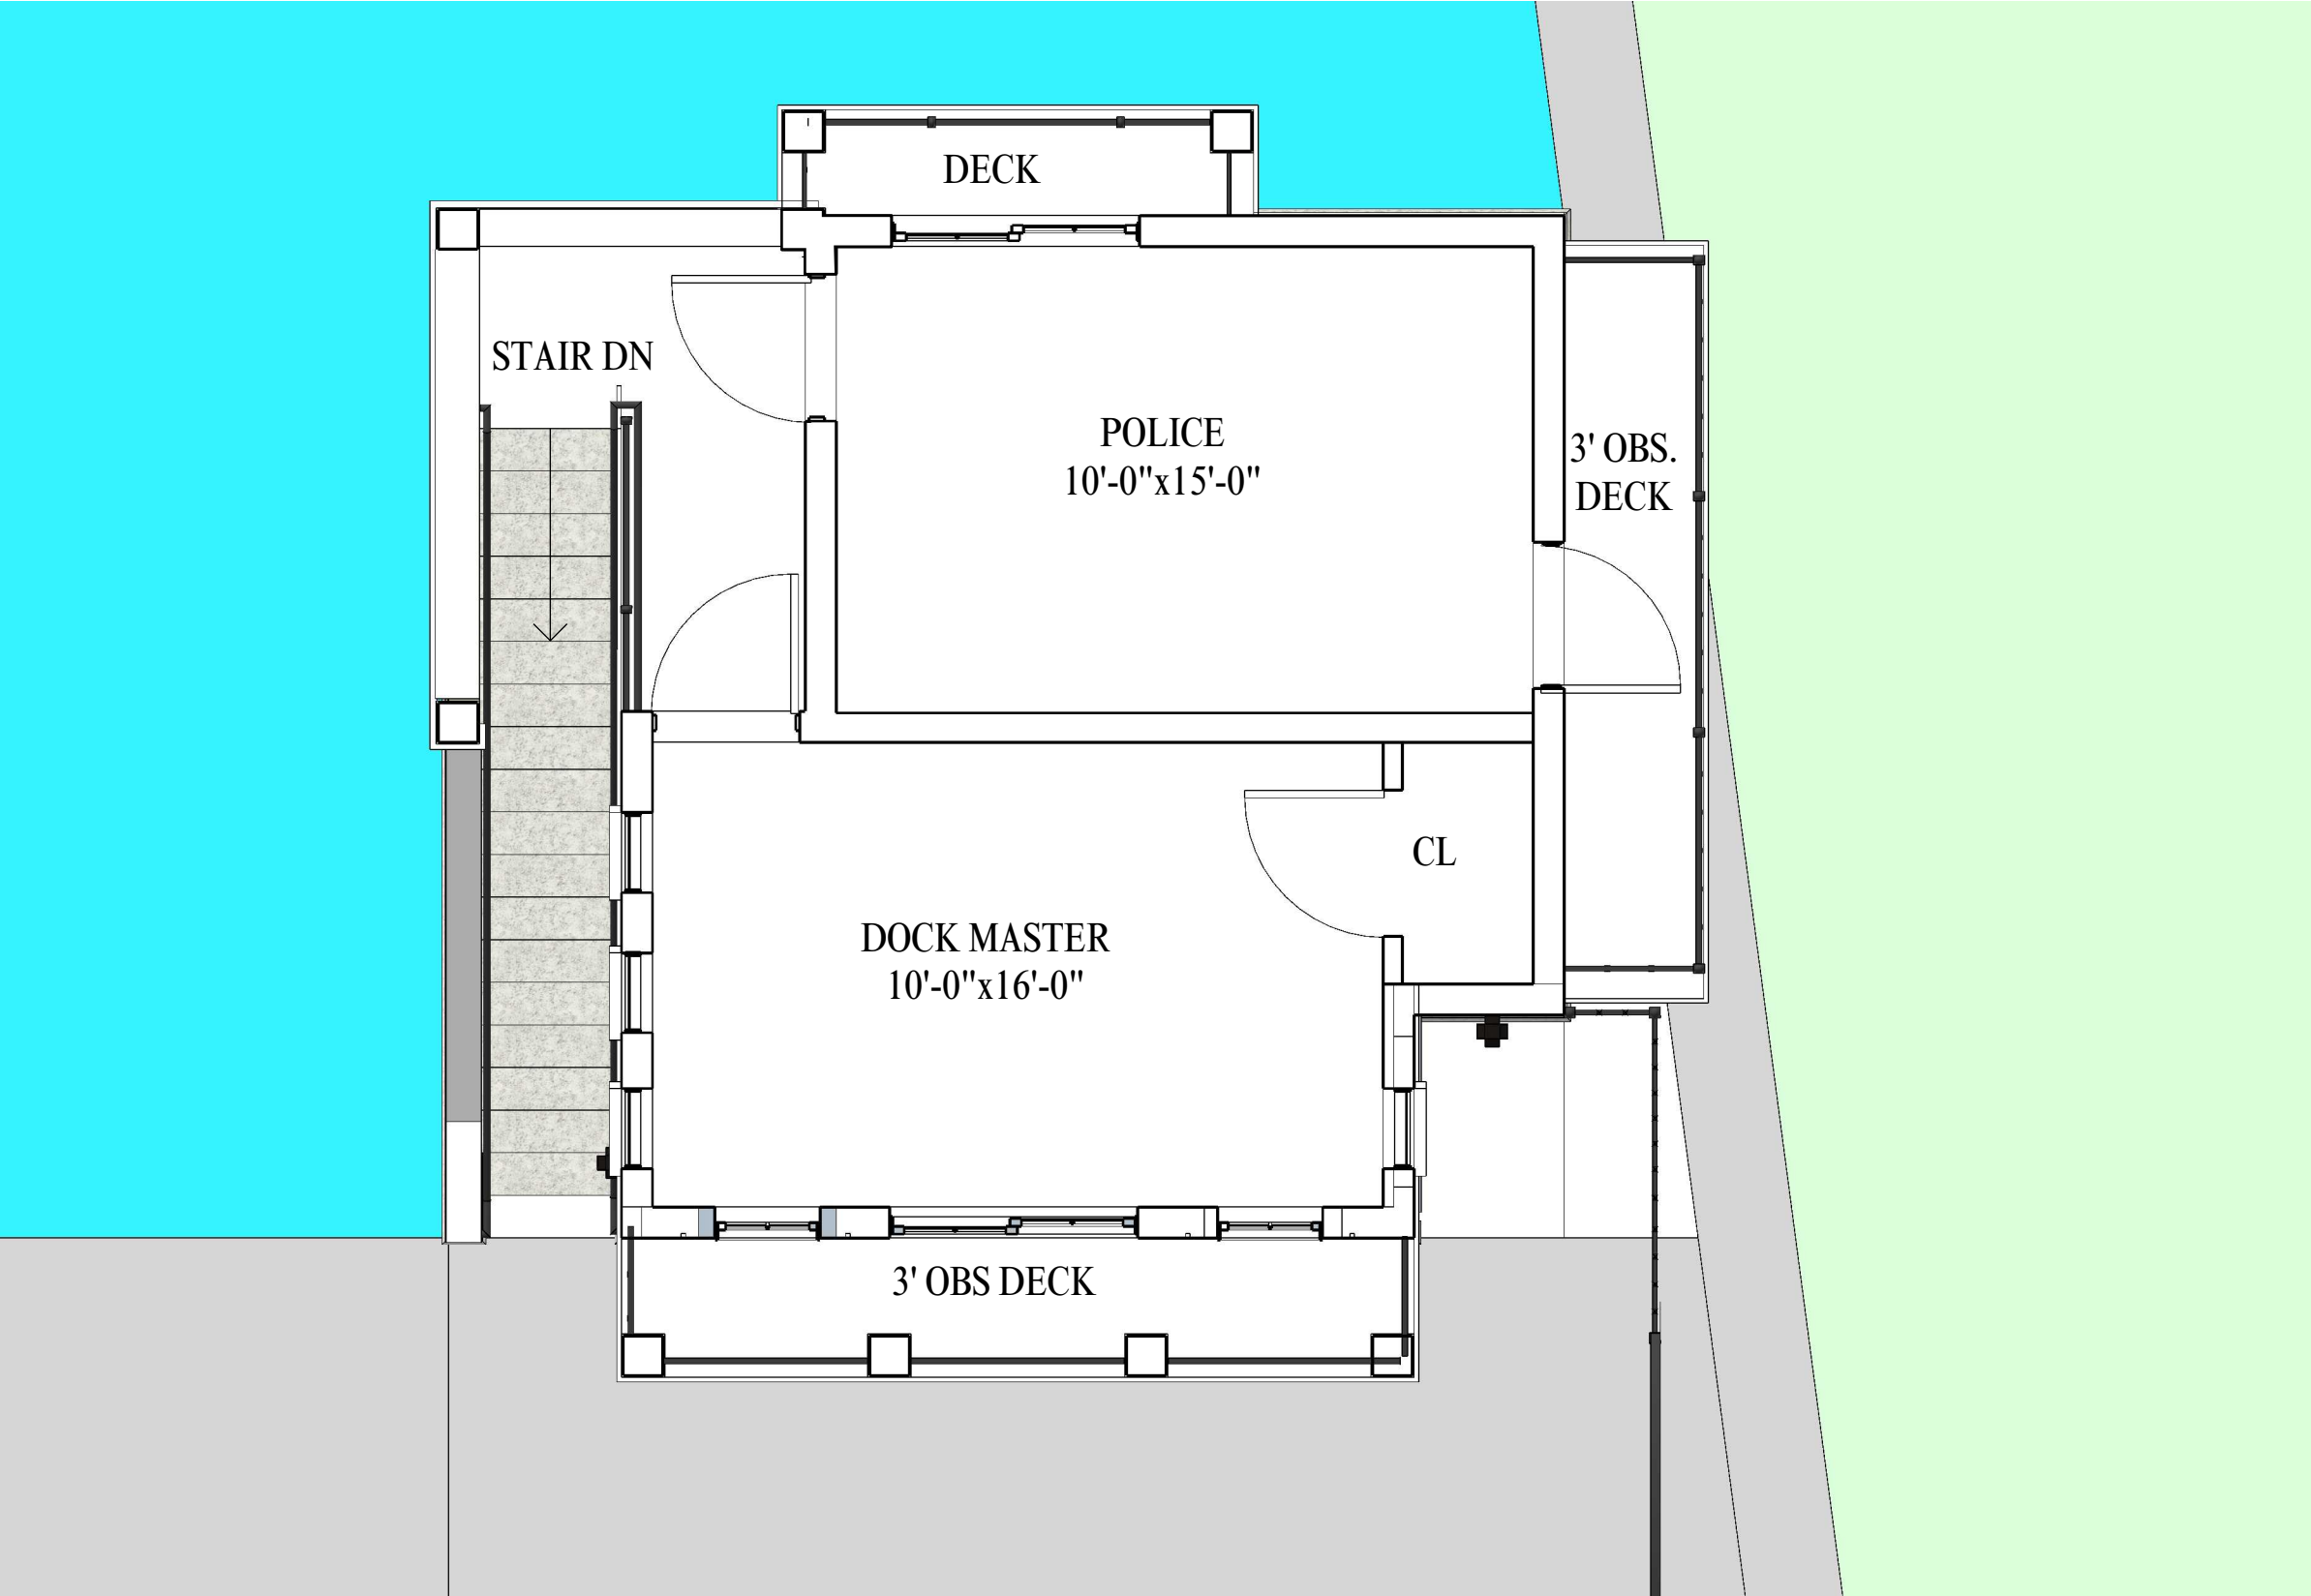 DECK
STAIR DN
POLICE
10'-0"x15'-0"
3' OBS.
DECK
CL
DOCK MASTER
10'-0"x16'-0"
3' OBS DECK